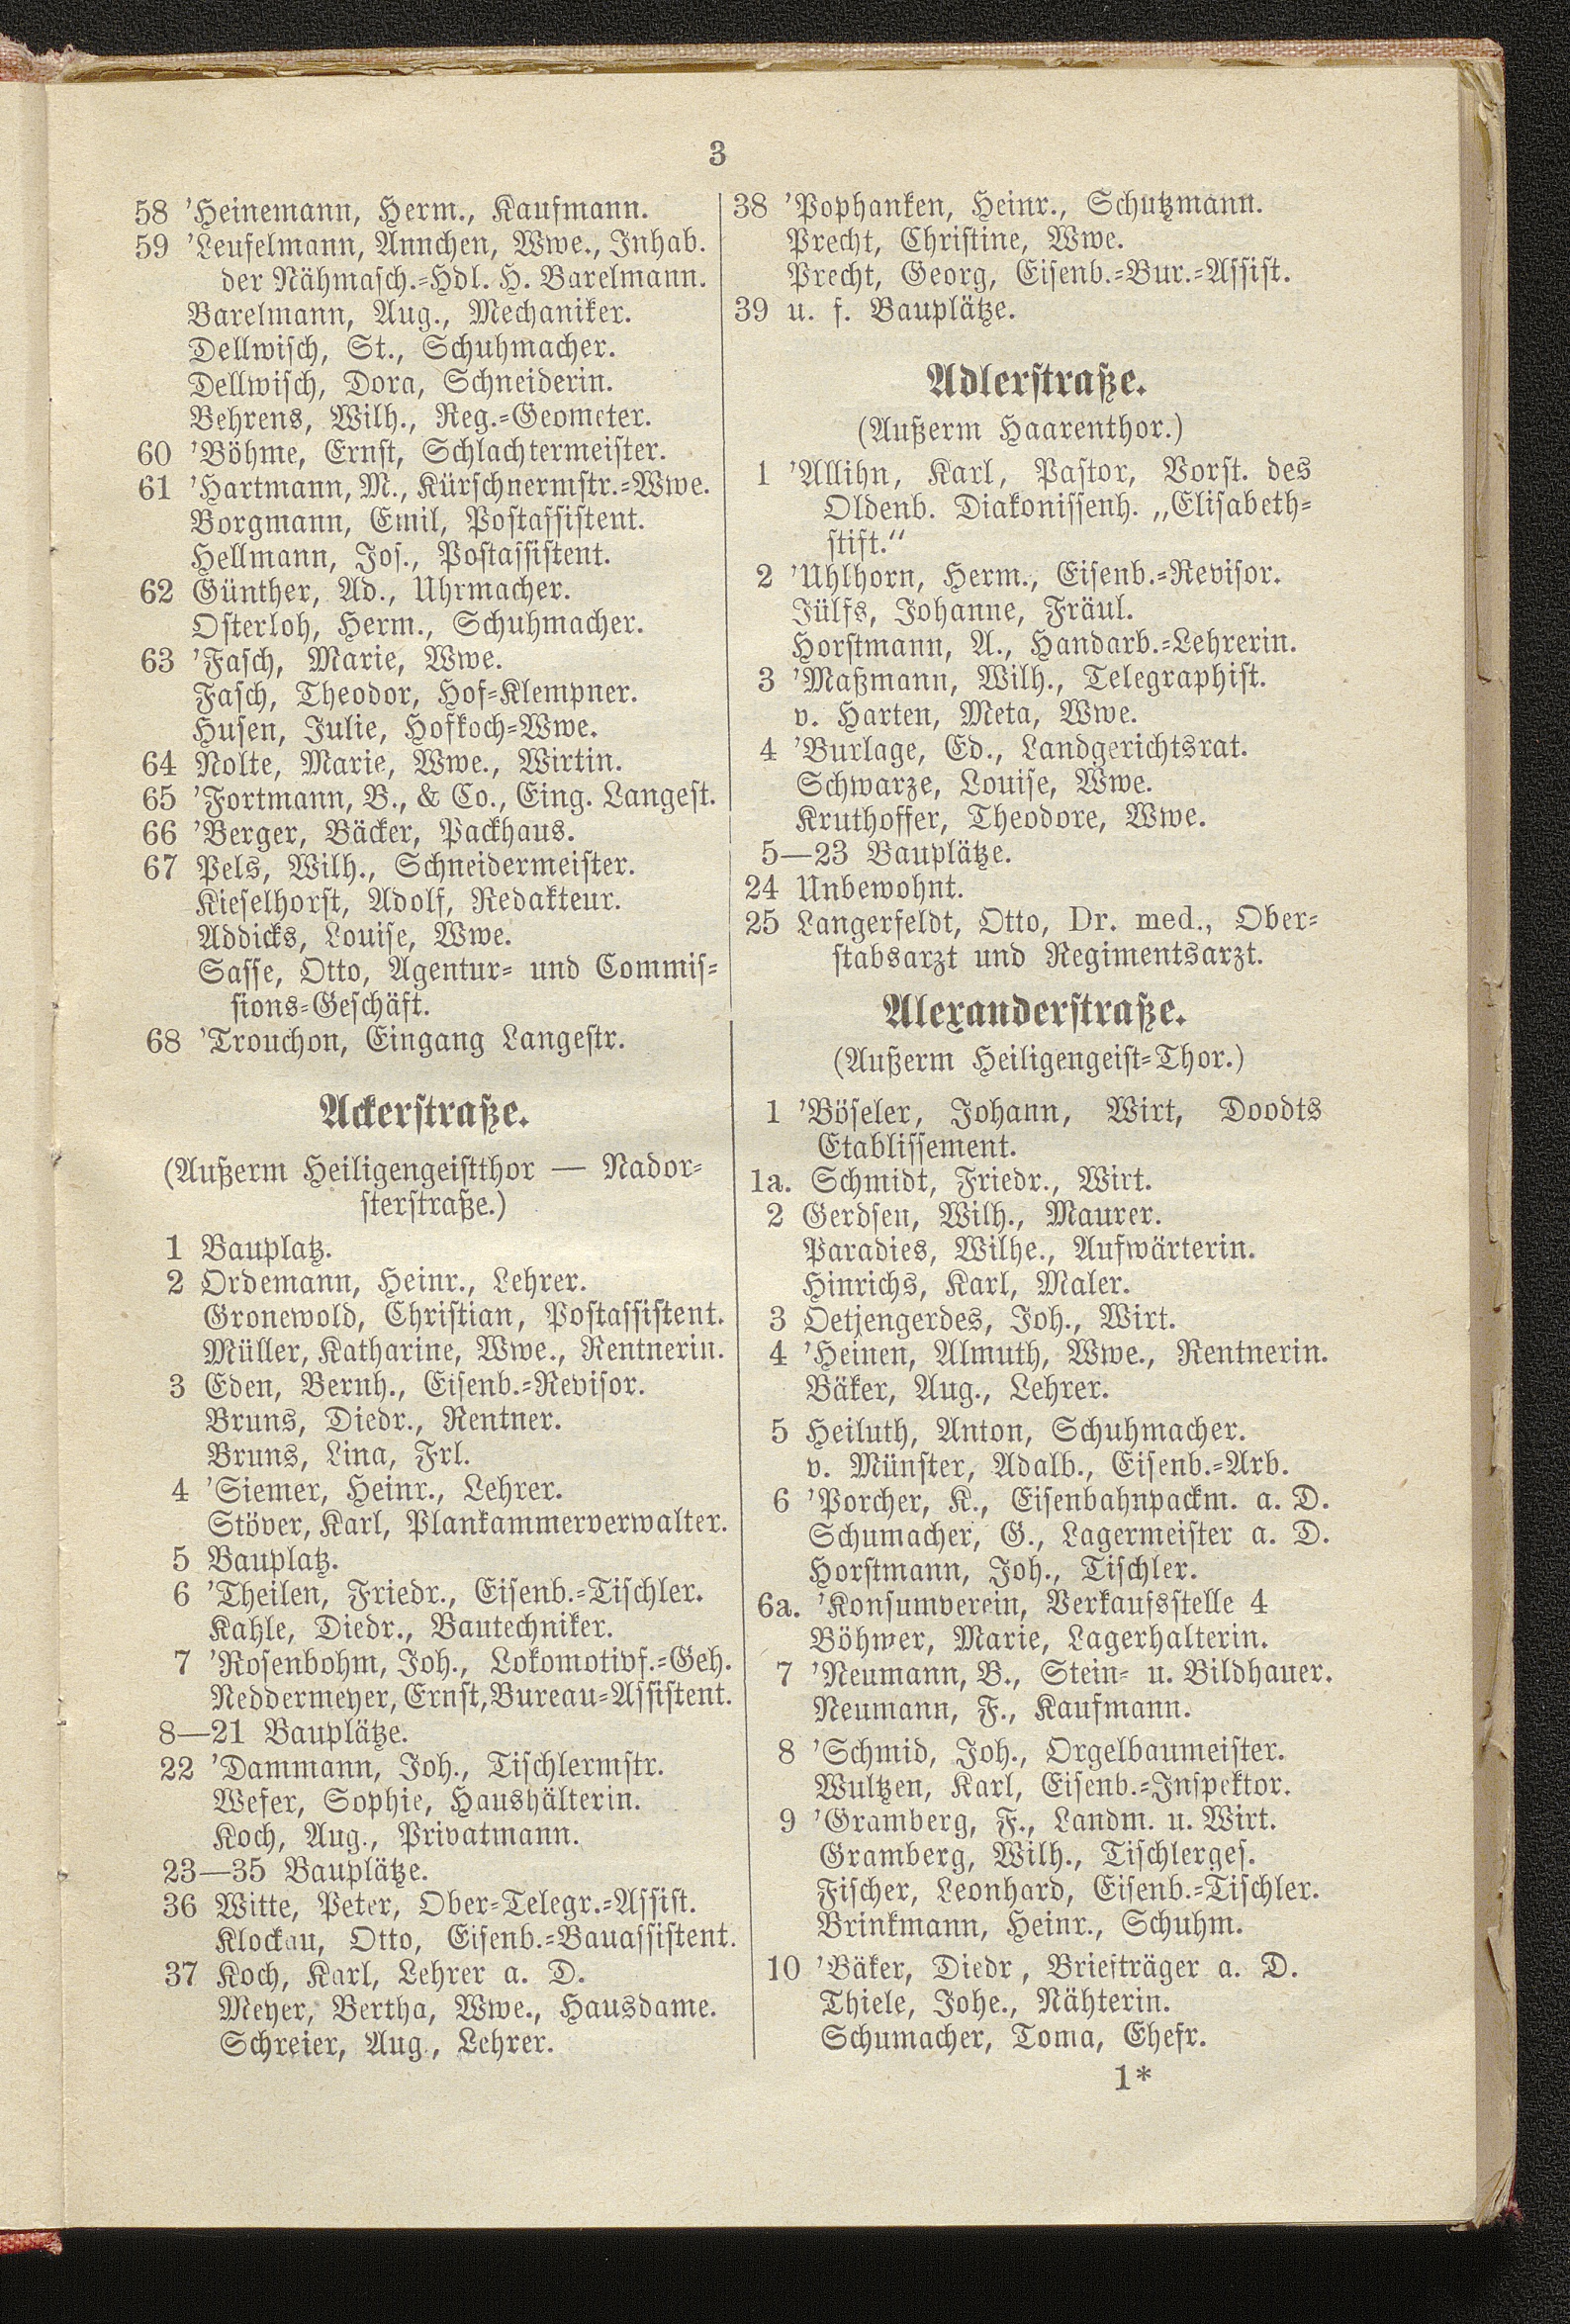 3
58 'Heinemann, Herm., Kaufmann.
59 'Leufelmann, Annchen, Wwe., Inhab.
der Nähmasch.-Hdl. H. Barelmann.
Barelmann, Aug., Mechaniker.
Dellwisch, St., Schuhmacher.
Dellwisch, Dora, Schneiderin.
Behrens, Wilh., Reg.-Geometer.
60 'Böhme, Ernst, Schlachtermeister.
61 'Hartmann, M., Kürschnermstr.-Wwe.
Borgmann, Emil, Postassistent.
Hellmann, Jos., Postassistent.
62 Günther, Ad., Uhrmacher.
Osterloh, Herm., Schuhmacher.
63 'Fasch, Marie, Wwe.
Fasch, Theodor, Hof-Klempner.
Husen, Julie, Hofkoch-Wwe.
64 Nolte, Marie, Wwe., Wirtin.
65 'Fortmann, B., & Co., Eing. Langest.
66 'Berger, Bäcker, Packhaus.
67 Pels, Wilh., Schneidermeister.
Kieselhorst, Adolf, Redakteur.
Addicks, Louise, Wwe.
Sasse, Otto, Agentur- und Commis-
sions-Geschäft.
68 'Trouchon, Eingang Langestr.
Ackerstraße.
(Außerm Heiligengeistthor — Nador-
sterstraße.)
1 Bauplatz.
2 Ordemann, Heinr., Lehrer.
Gronewold, Christian, Postassistent.
Müller, Katharine, Wwe., Rentnerin.
3 Eden, Bernh., Eisenb.-Revisor.
Bruns, Diedr., Rentner.
Bruns, Lina, Frl.
4 'Siemer, Heinr., Lehrer.
Stöver, Karl, Plankammerverwalter.
5 Bauplatz.
6 'Theilen, Friedr., Eisenb.-Tischler.
Kahle, Diedr., Bautechniker.
7 'Rosenbohm, Joh., Lokomotivf.-Geh.
Neddermeyer, Ernst, Bureau-Assistent.
8—21 Bauplätze.
22 'Dammann, Joh., Tischlermstr.
Wefer, Sophie, Haushälterin.
Koch, Aug., Privatmann.
23—35 Bauplätze.
36 Witte, Peter, Ober-Telegr.-Assist.
Klockau, Otto, Eisenb.-Bauassistent.
37 Koch, Karl, Lehrer a. D.
Meyer, Bertha, Wwe., Hausdame.
Schreier, Aug., Lehrer.
38 'Pophanken, Heinr., Schutzmann.
Precht, Christine, Wwe.
Precht, Georg, Eisenb.-Bur.-Assist.
39 u. f. Bauplätze.
Adlerstraße.
(Außerm Haarenthor.)
1 'Allihn, Karl, Pastor, Vorst. des
Oldenb. Diakonissenh. „Elisabeth-
stift.“
2 'Uhlhorn, Herm., Eisenb.-Revisor.
Jülfs, Johanne, Fräul.
Horstmann, A., Handarb.-Lehrerin.
3 'Maßmann, Wilh., Telegraphist.
v. Harten, Meta, Wwe.
4 'Burlage, Ed., Landgerichtsrat.
Schwarze, Louise, Wwe.
Kruthoffer, Theodore, Wwe.
5—23 Bauplätze.
24 Unbewohnt.
25 Langerfeldt, Otto, Dr. med., Ober-
stabsarzt und Regimentsarzt.
Alexanderstraße.
(Außerm Heiligengeist-Thor.)
1 'Böseler, Johann, Wirt, Doodts
Etablissement.
1a. Schmidt, Friedr., Wirt.
2 Gerdsen, Wilh., Maurer.
Paradies, Wilhe., Aufwärterin.
Hinrichs, Karl, Maler.
3 Oetjengerdes, Joh., Wirt.
4 'Heinen, Almuth, Wwe., Rentnerin.
Bäker, Aug., Lehrer.
5 Heiluth, Anton, Schuhmacher.
v. Münster, Adalb., Eisenb.-Arb.
6 'Porcher, K., Eisenbahnpackm. a. D.
Schumacher, G., Lagermeister a. D.
Horstmann, Joh., Tischler.
6a. 'Konsumverein, Verkaufsstelle 4
Böhmer, Marie, Lagerhalterin.
7 'Neumann, B., Stein- u. Bildhauer.
Neumann, F., Kaufmann.
8 'Schmid, Joh., Orgelbaumeister.
Wultzen, Karl, Eisenb.-Inspektor.
9 'Gramberg, F., Landm. u. Wirt.
Gramberg, Wilh., Tischlerges.
Fischer, Leonhard, Eisenb.-Tischler.
Brinkmann, Heinr., Schuhm.
10 'Bäker, Diedr, Briefträger a. D.
Thiele, Johe., Nähterin.
Schumacher, Toma, Ehefr.
1*